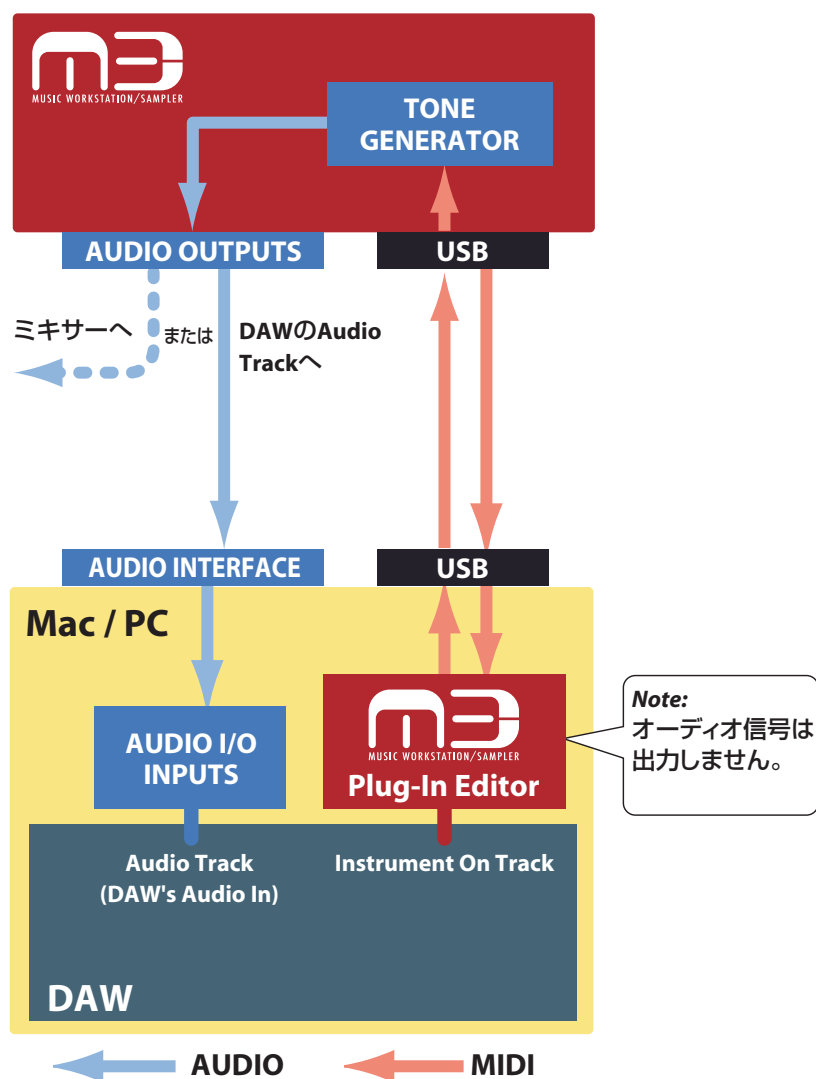 m3
MUSIC WORKSTATION/SAMPLER
TONE
GENERATOR
AUDIO OUTPUTS
USB
ミキサーへ
または
DAWのAudio
Trackへ
AUDIO INTERFACE
USB
Mac / PC
AUDIO I/O
INPUTS
m3
MUSIC WORKSTATION/SAMPLER
Plug-In Editor
Note:
オーディオ信号は
出力しません。
Audio Track
(DAW's Audio In)
Instrument On Track
DAW
AUDIO
MIDI